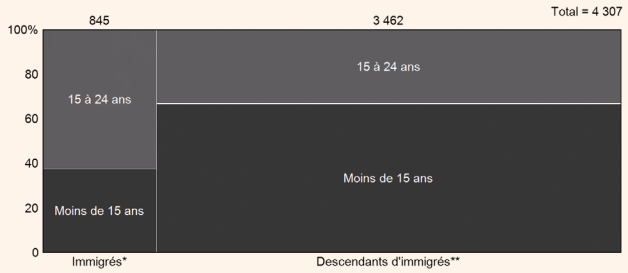 Total = 4 307
845
3 462
100%
80
60
40
20
0
15 à 24 ans
15 à 24 ans
Moins de 15 ans
Moins de 15 ans
Immigrés*
Descendants d'immigrés**